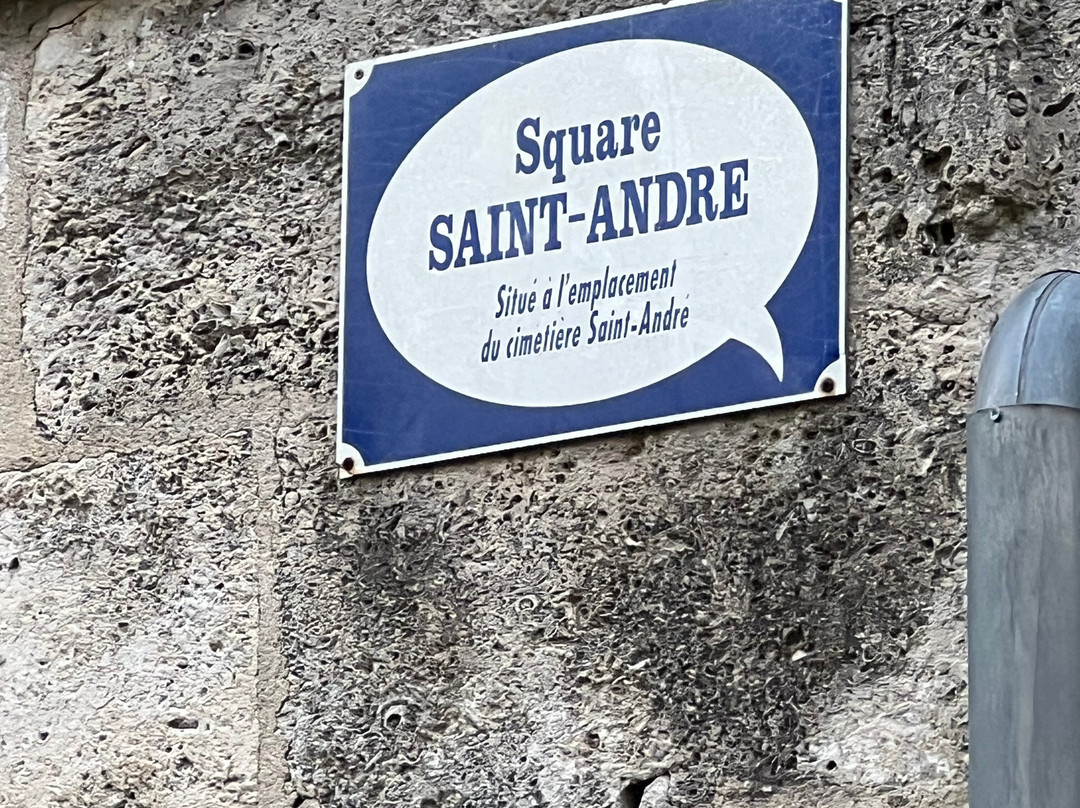 Square
SAINT-ANDRE
Situé à l'emplacement
du cimetière Saint-André